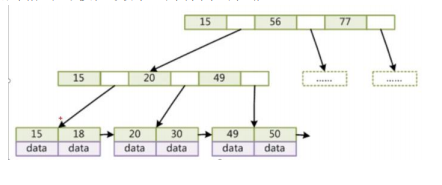 15 56 77
15 20 49
...... ......
15 18 20 30 49 50
data data data data data data